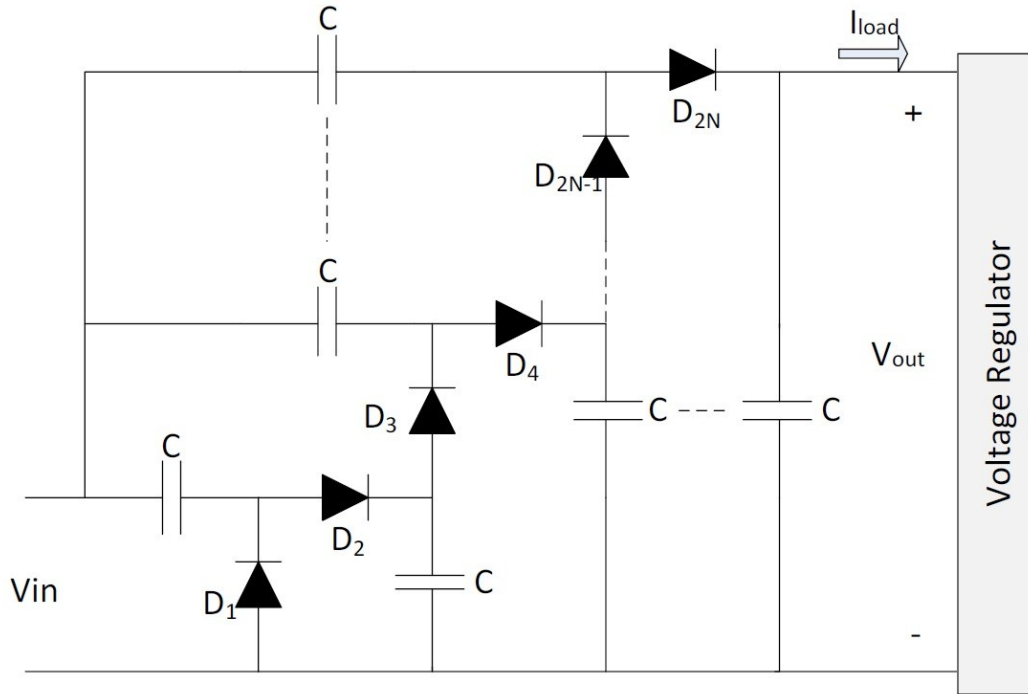 C
I_load
D_2N
+
D_2N-1
C
D_4
V_out
D_3
C
C
C
D_2
C
Vin
D_1
-
Voltage Regulator